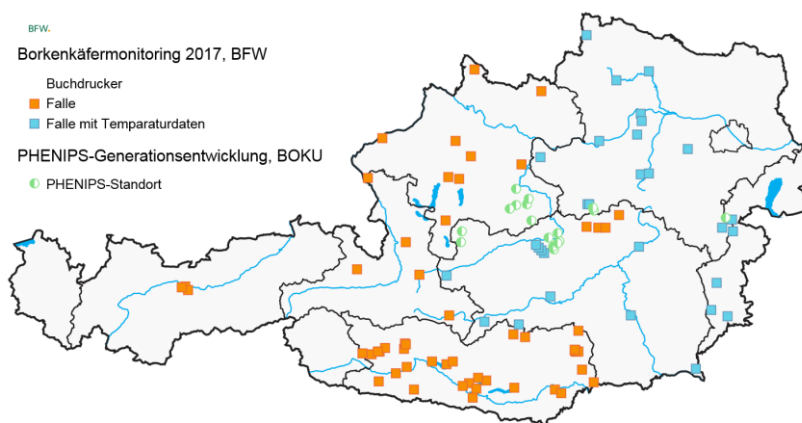 BFW.
Borkenkäfermonitoring 2017, BFW
Buchdrucker
Falle
Falle mit Temparaturdaten
PHENIPS-Generationsentwicklung, BOKU
PHENIPS-Standort